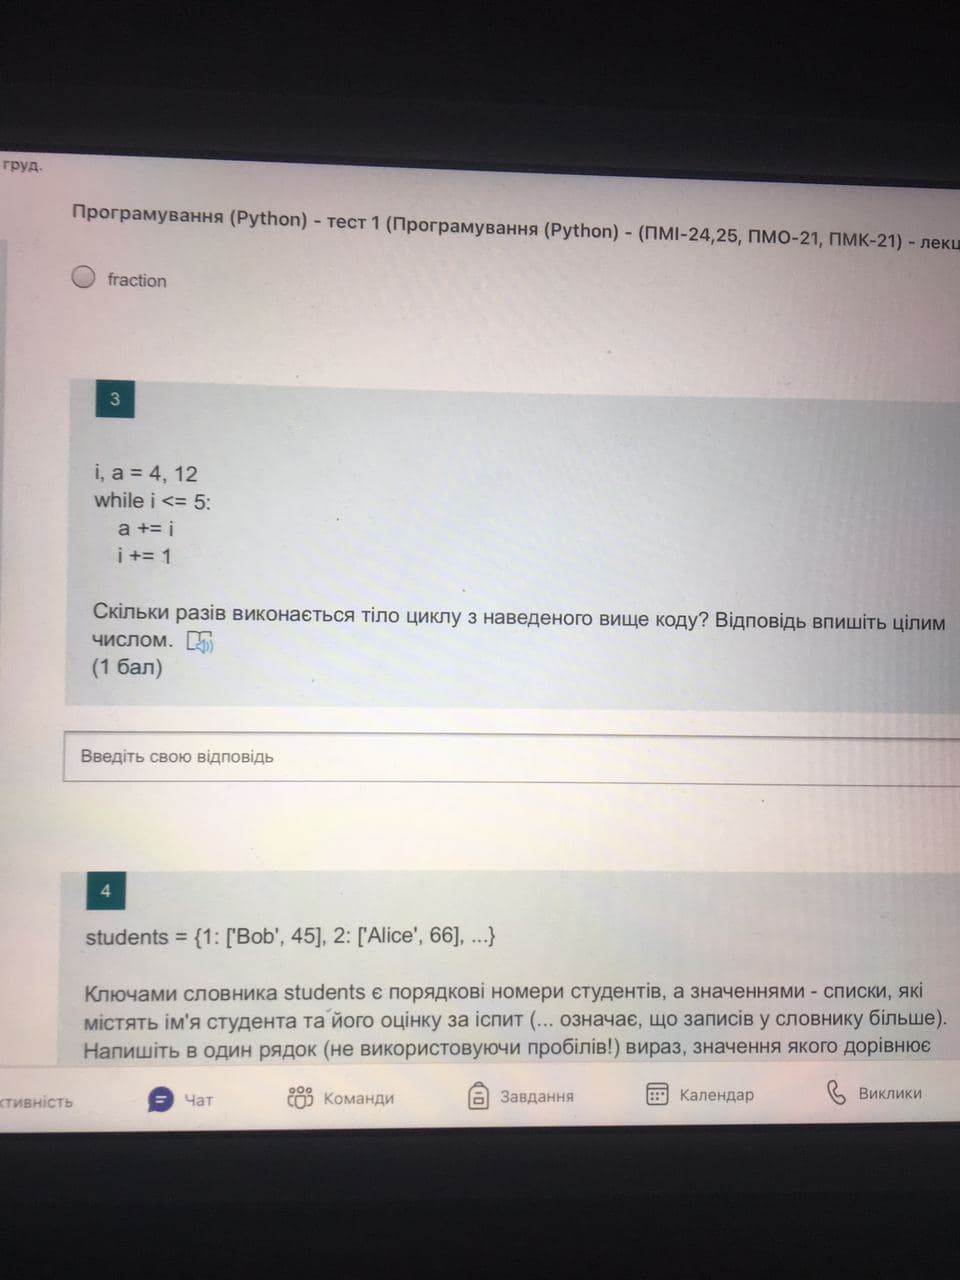 груд.
Програмування (Python) - тест 1 (Програмування (Python) - (ПМІ-24,25, ПМО-21, ПМК-21) - лекц
fraction
3
i, a = 4, 12
while i <= 5:
a += i
i += 1
Скільки разів виконається тіло циклу з наведеного вище коду? Відповідь впишіть цілим
числом.
(1 бал)
Введіть свою відповідь
4
students = {1: ['Bob', 45], 2: ['Alice', 66], ...}
Ключами словника students є порядкові номери студентів, а значеннями - списки, які
містять ім'я студента та його оцінку за іспит (... означає, що записів у словнику більше).
Напишіть в один рядок (не використовуючи пробілів!) вираз, значення якого дорівнює
ктивність Чат Команди Завдання Календар Виклики